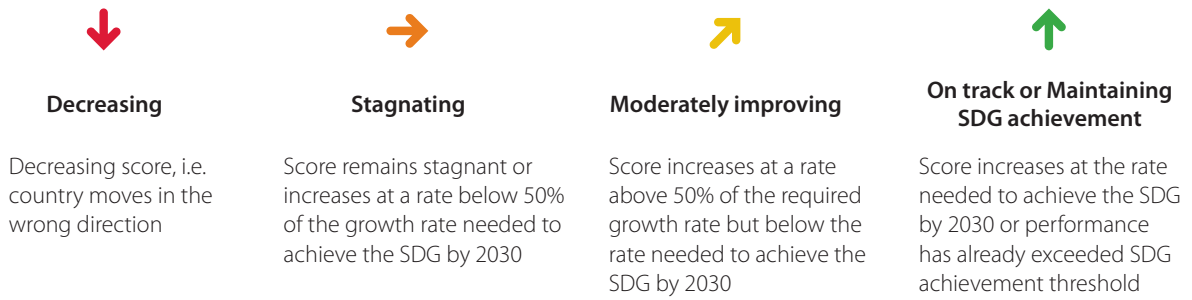 Decreasing
Decreasing score, i.e.
country moves in the
wrong direction
Stagnating
Score remains stagnant or
increases at a rate below 50%
of the growth rate needed to
achieve the SDG by 2030
Moderately improving
Score increases at a rate
above 50% of the required
growth rate but below the
rate needed to achieve the
SDG by 2030
On track or Maintaining
SDG achievement
Score increases at the rate
needed to achieve the SDG
by 2030 or performance
has already exceeded SDG
achievement threshold